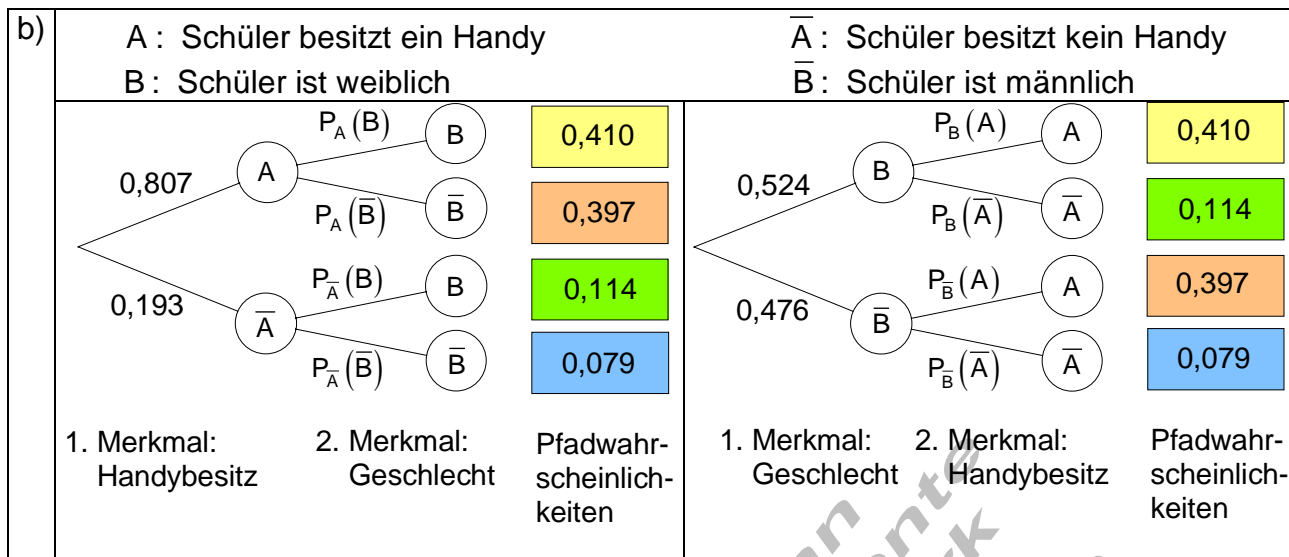 b)
A : Schüler besitzt ein Handy
B : Schüler ist weiblich
A̅ : Schüler besitzt kein Handy
B̅ : Schüler ist männlich
P_A(B)
B
0,410
0,807
A
P_A(B̅)
B̅
0,397
0,193
A̅
P_A̅(B)
B
0,114
P_A̅(B̅)
B̅
0,079
1. Merkmal:
Handybesitz
2. Merkmal:
Geschlecht
Pfadwahr-
scheinlich-
keiten
P_B(A)
A
0,410
0,524
B
P_B(A̅)
A̅
0,114
0,476
B̅
P_B̅(A)
A
0,397
P_B̅(A̅)
A̅
0,079
1. Merkmal:
Geschlecht
2. Merkmal:
Handybesitz
Pfadwahr-
scheinlich-
keiten